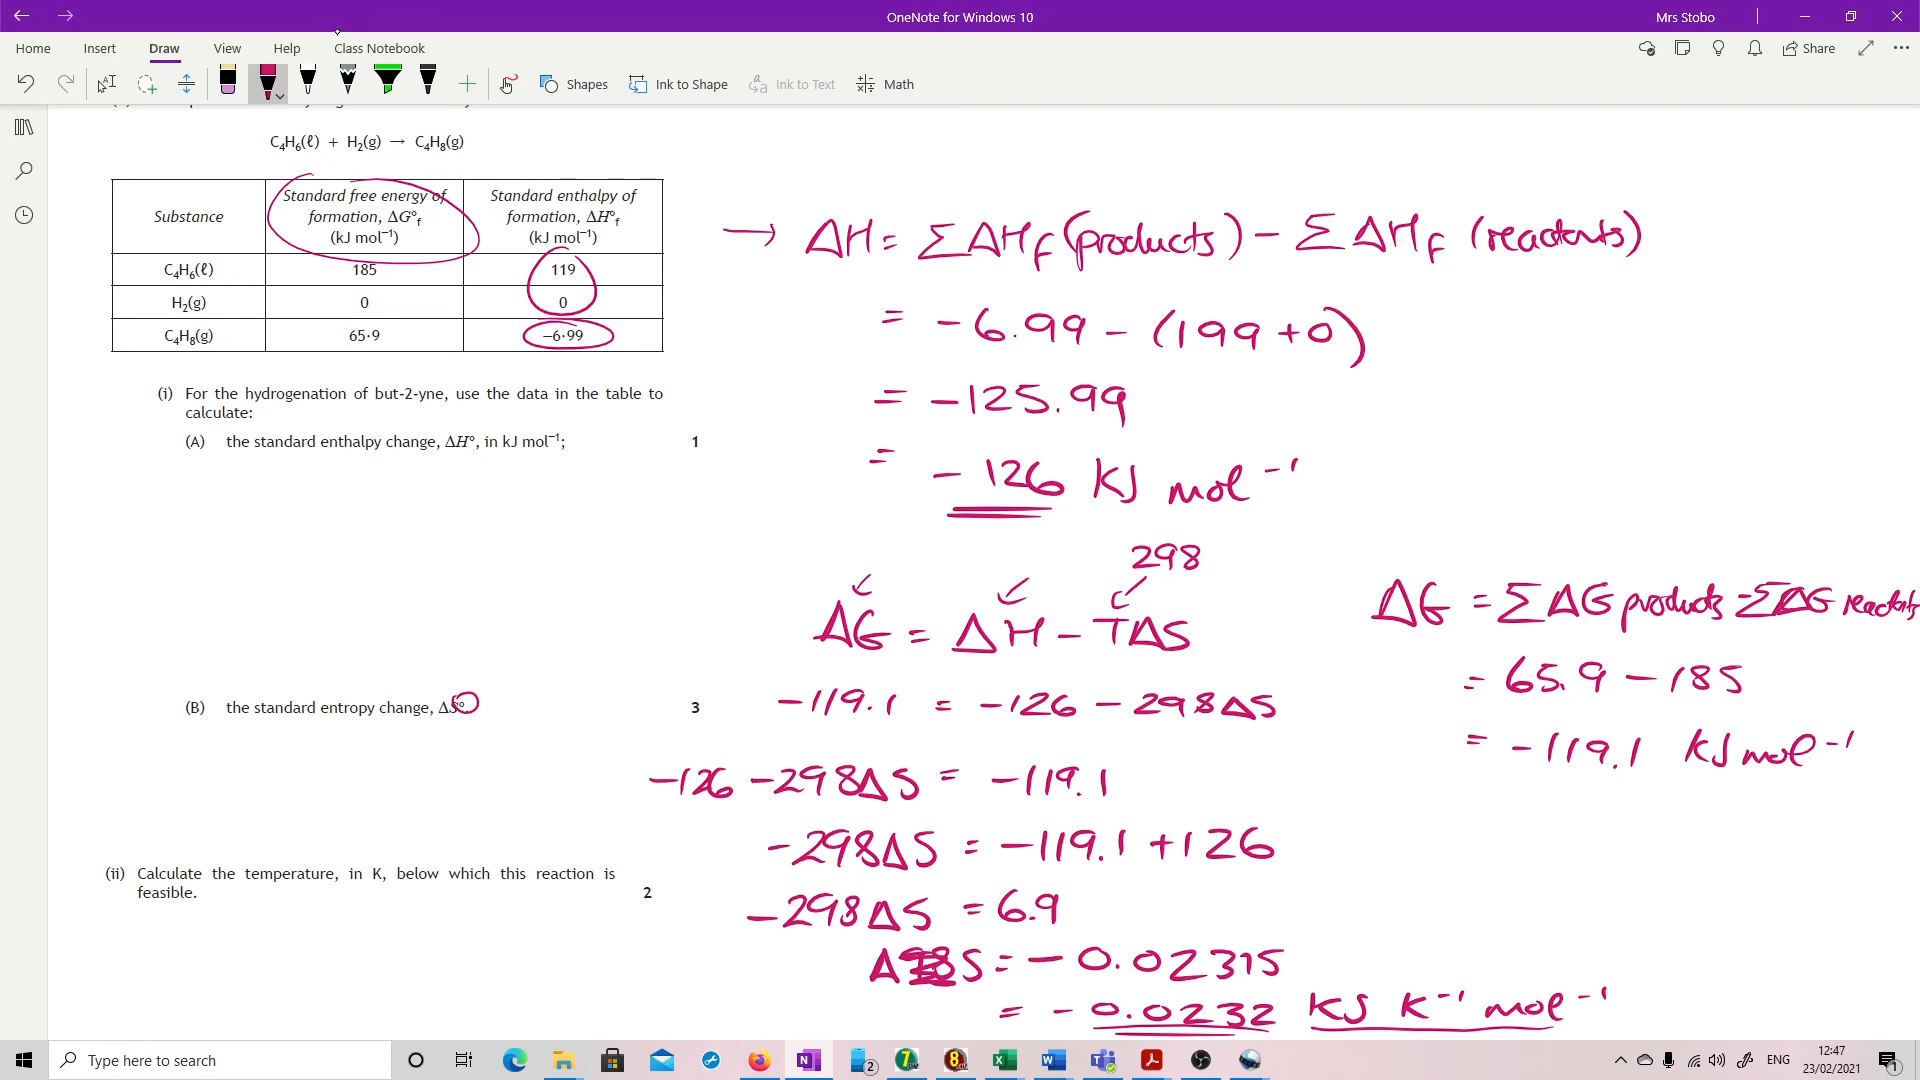 OneNote for Windows 10
Mrs Stobo
Home Insert Draw View Help Class Notebook
Share
Shapes Ink to Shape Ink to Text Math
C₄H₆(ℓ) + H₂(g) → C₄H₈(g)
Substance
Standard free energy of formation, ΔG°f (kJ mol⁻¹)
Standard enthalpy of formation, ΔH°f (kJ mol⁻¹)
C₄H₆(ℓ) 185 119
H₂(g) 0 0
C₄H₈(g) 65·9 −6·99
(i) For the hydrogenation of but-2-yne, use the data in the table to
calculate:
(A) the standard enthalpy change, ΔH°, in kJ mol⁻¹; 1
(B) the standard entropy change, ΔS°. 3
(ii) Calculate the temperature, in K, below which this reaction is
feasible. 2
→ ΔH = ΣΔHf (products) − ΣΔHf (reactants)
= −6.99 − (199 + 0)
= −125.99
= −126 kJ mol⁻¹
298
ΔG = ΔH − TΔS
−119.1 = −126 − 298ΔS
−126 − 298ΔS = −119.1
−298ΔS = −119.1 + 126
−298ΔS = 6.9
ΔS = −0.02315
= −0.0232 kJ K⁻¹ mol⁻¹
ΔG = ΣΔG products − ΣΔG reactants
= 65.9 − 185
= −119.1 kJ mol⁻¹
Type here to search
2
7
8
ENG
12:47
23/02/2021
1